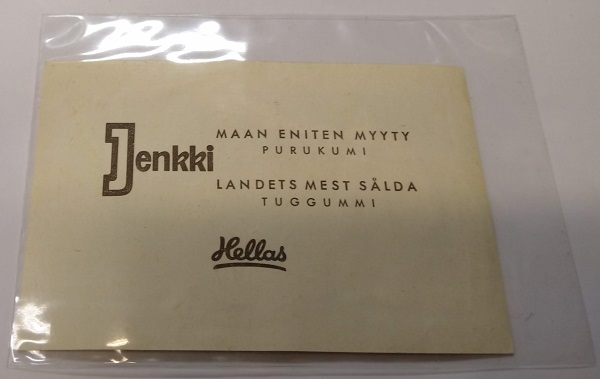 Jenkki
MAAN ENITEN MYYTY
PURUKUMI
LANDETS MEST SÅLDA
TUGGUMMI
Hellas